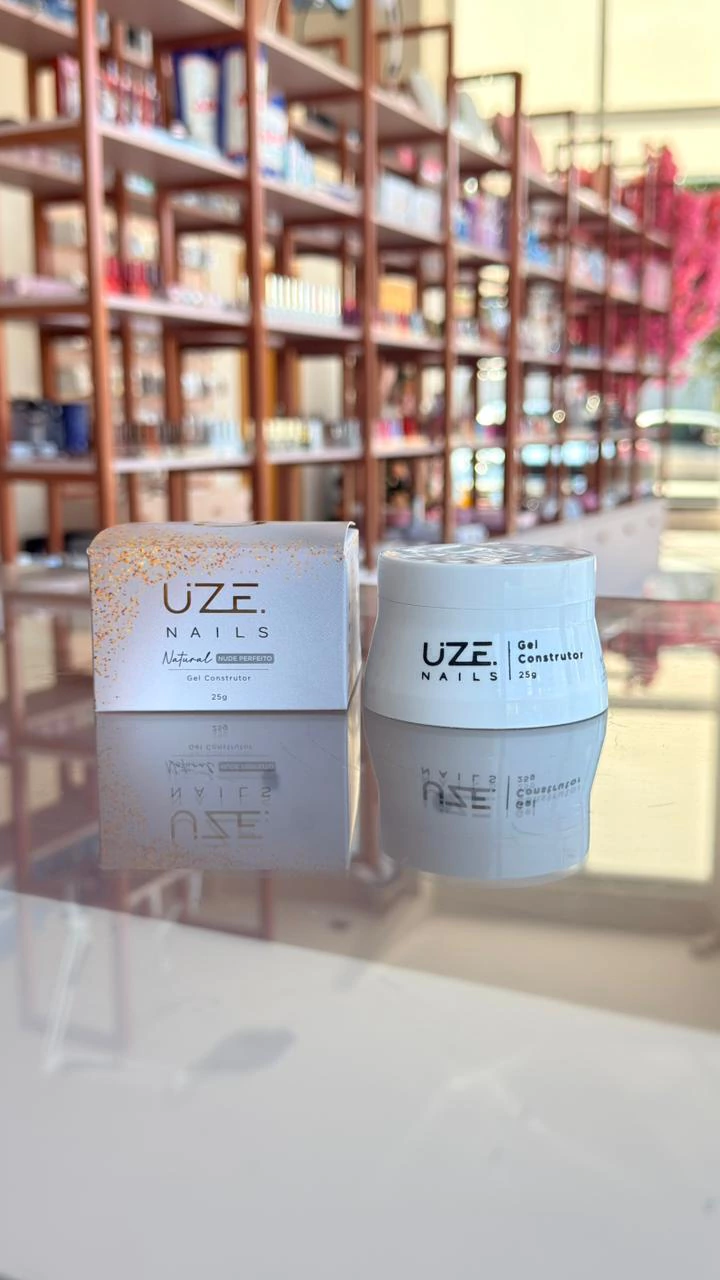 UZE.
NAILS
Natural NUDE PERFEITO
Gel Construtor
25g
UZE.
NAILS
Gel
Construtor
25g